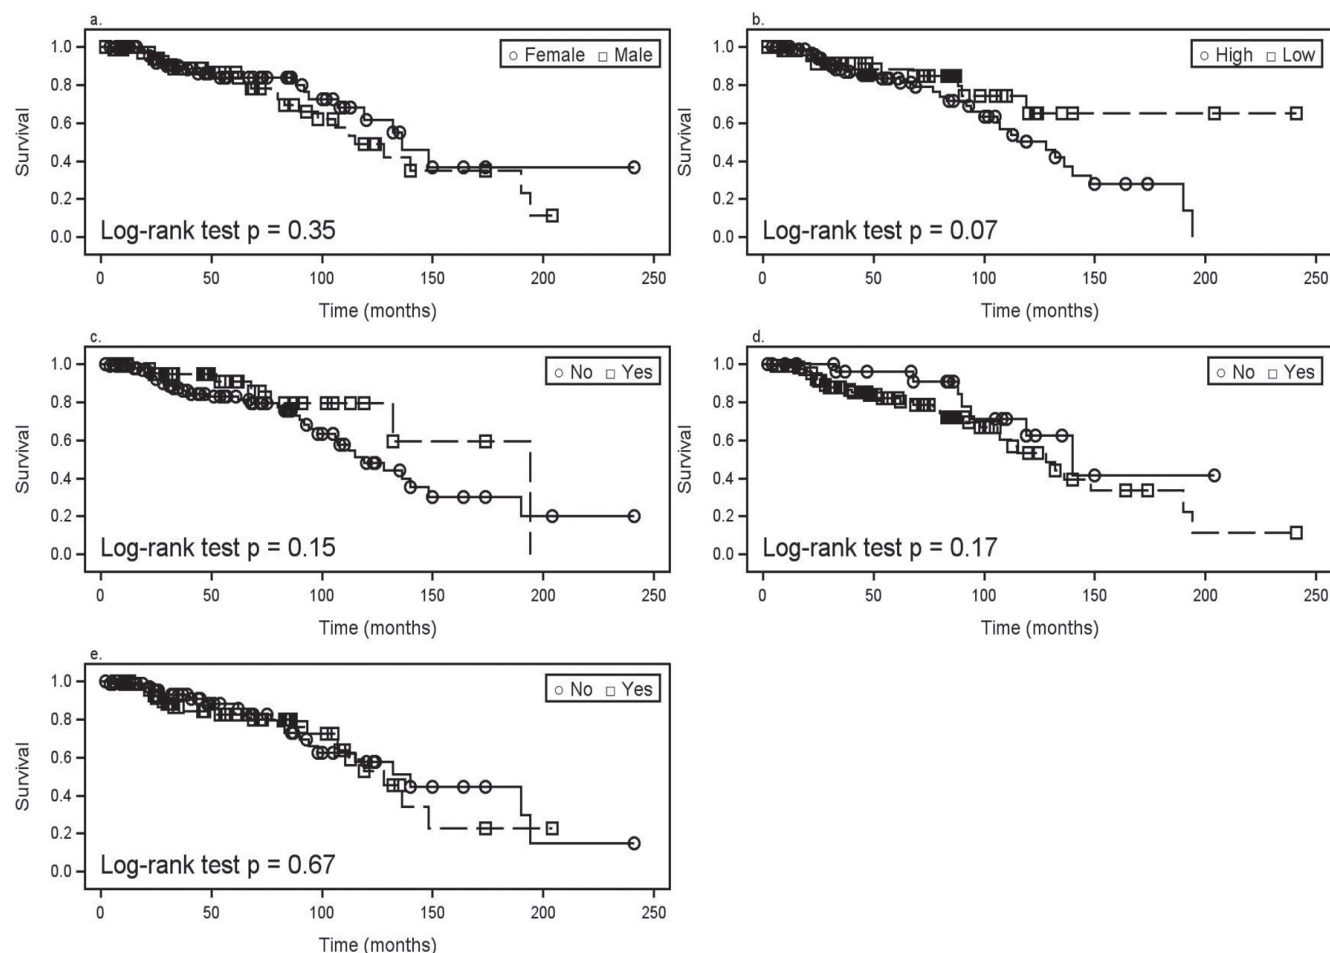 a.
Female Male
1.0
0.8
0.6
0.4
0.2
0.0
Survival
Log-rank test p = 0.35
0 50 100 150 200 250
Time (months)
b.
High Low
1.0
0.8
0.6
0.4
0.2
0.0
Survival
Log-rank test p = 0.07
0 50 100 150 200 250
Time (months)
c.
No Yes
1.0
0.8
0.6
0.4
0.2
0.0
Survival
Log-rank test p = 0.15
0 50 100 150 200 250
Time (months)
d.
No Yes
1.0
0.8
0.6
0.4
0.2
0.0
Survival
Log-rank test p = 0.17
0 50 100 150 200 250
Time (months)
e.
No Yes
1.0
0.8
0.6
0.4
0.2
0.0
Survival
Log-rank test p = 0.67
0 50 100 150 200 250
Time (months)